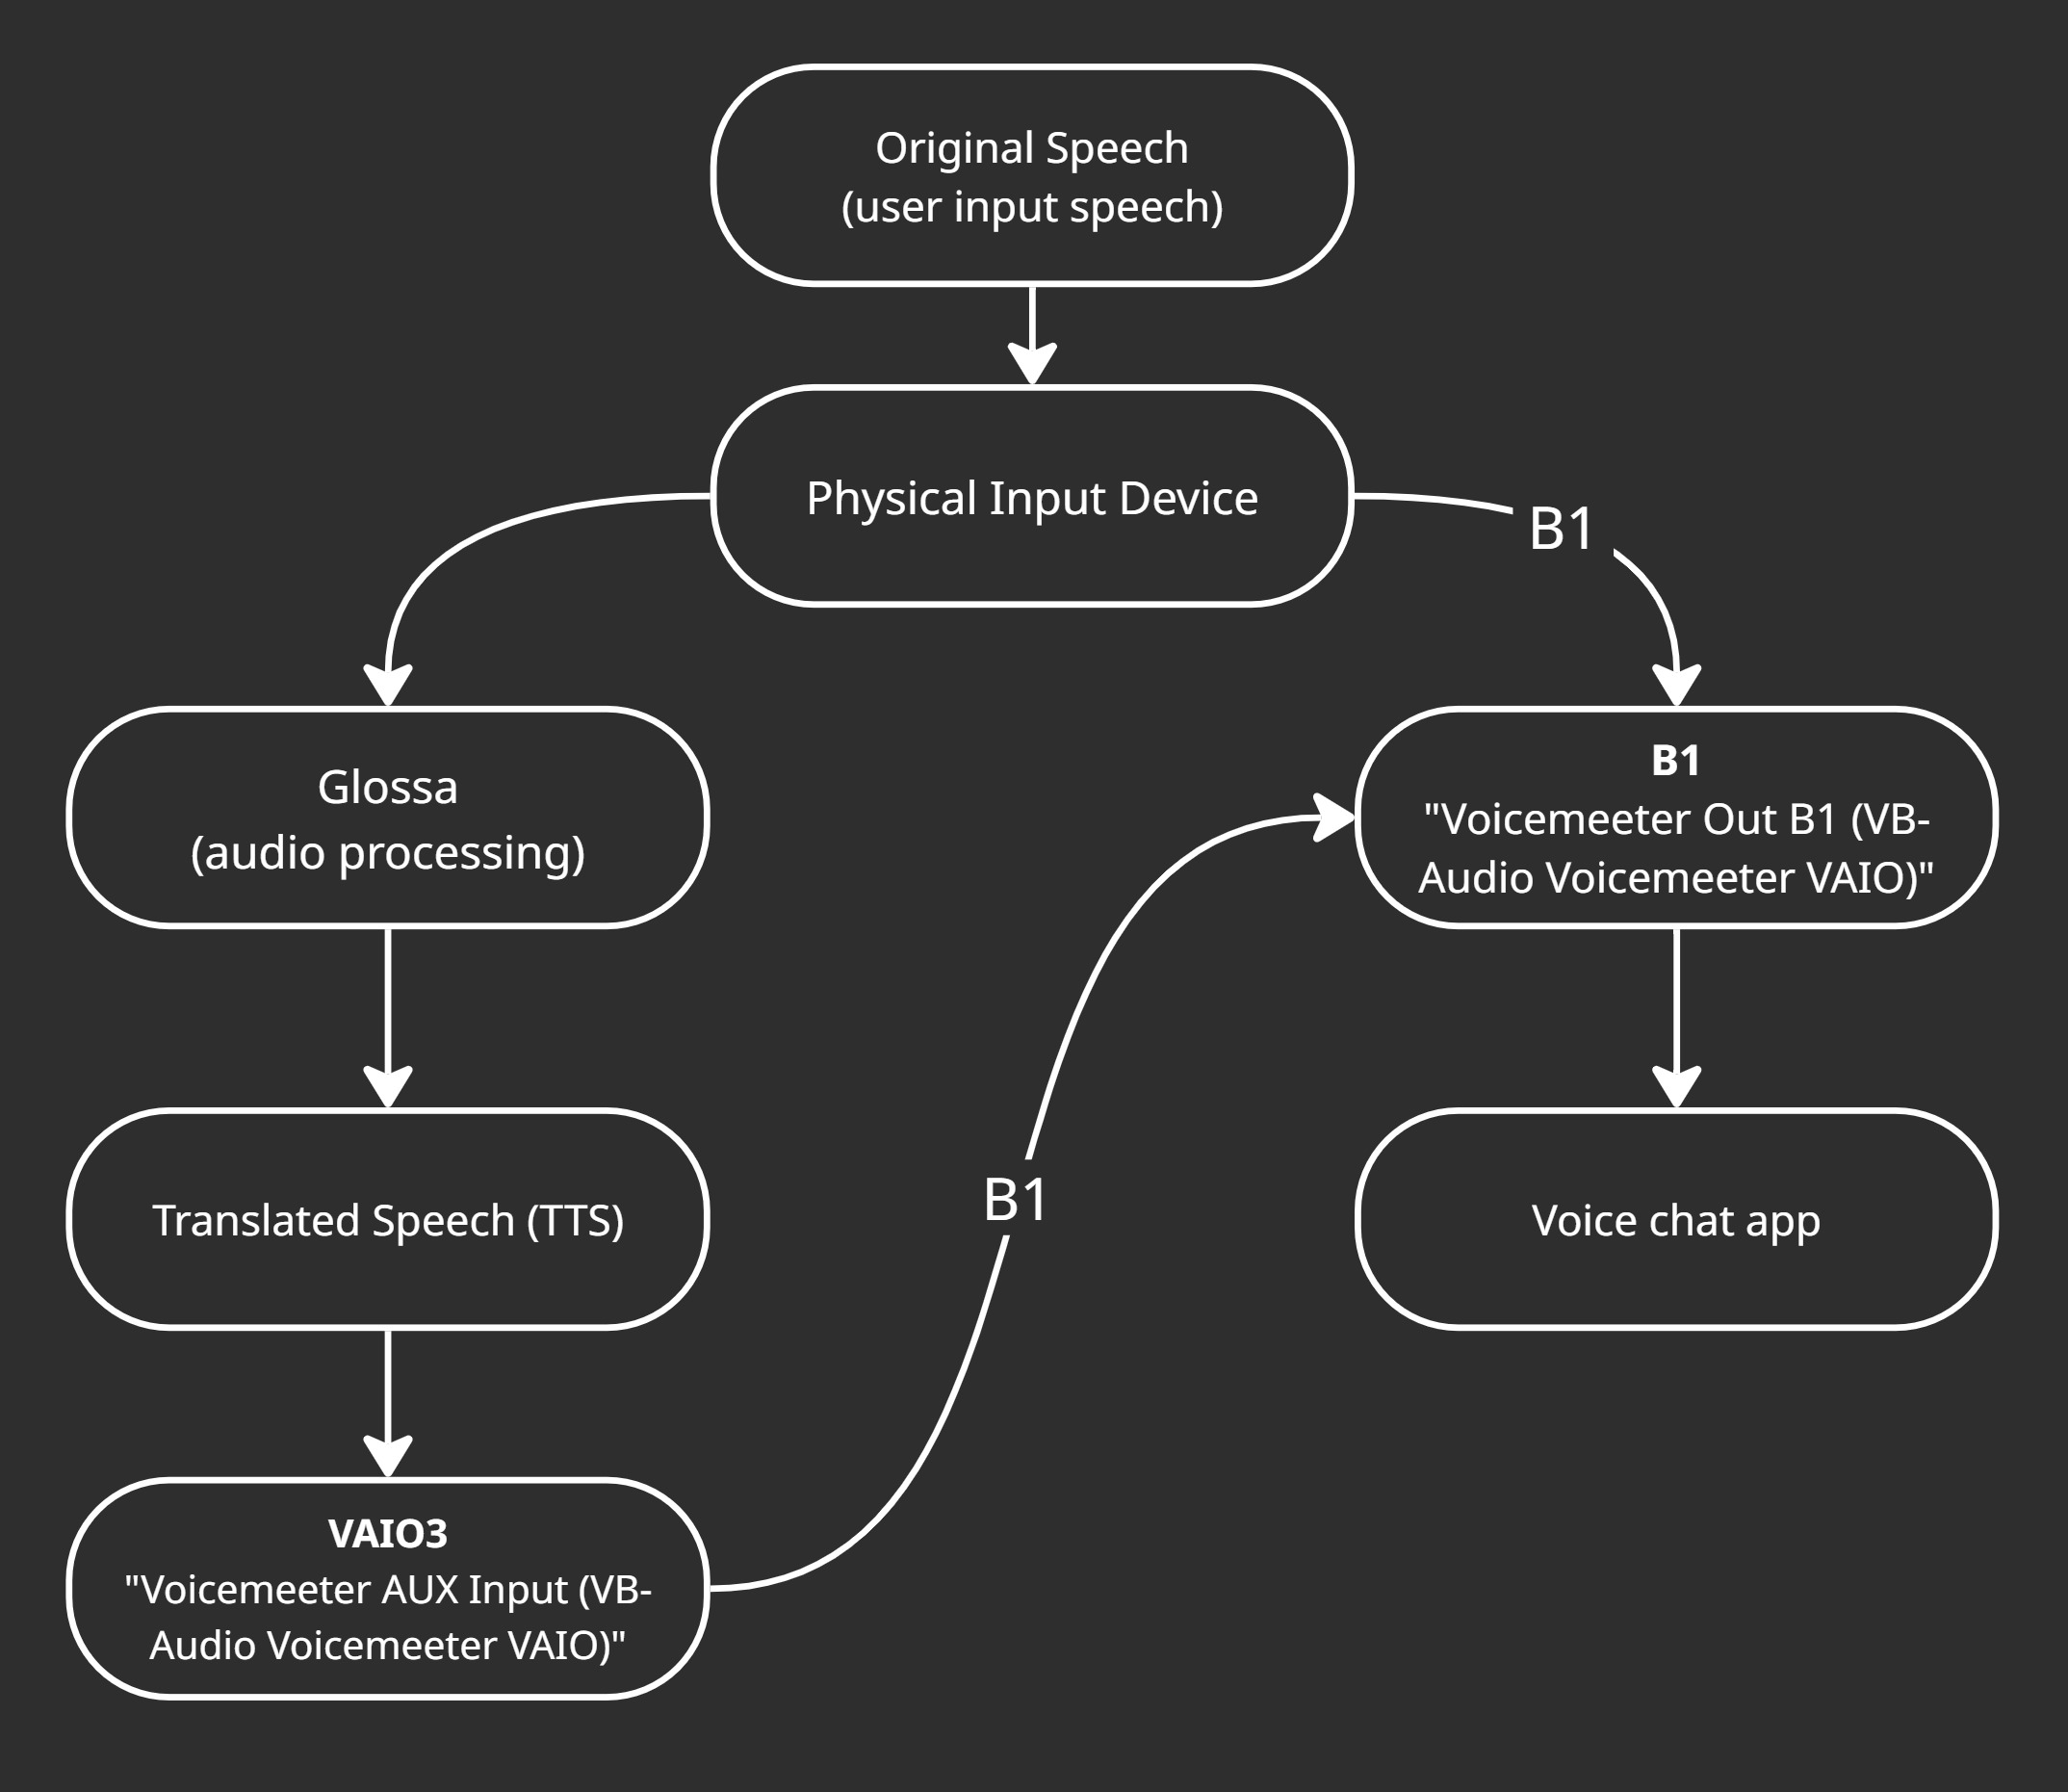 Original Speech
(user input speech)
Physical Input Device
B1
Glossa
(audio processing)
B1
"Voicemeeter Out B1 (VB-
Audio Voicemeeter VAIO)"
B1
Translated Speech (TTS)
Voice chat app
VAIO3
"Voicemeeter AUX Input (VB-
Audio Voicemeeter VAIO)"